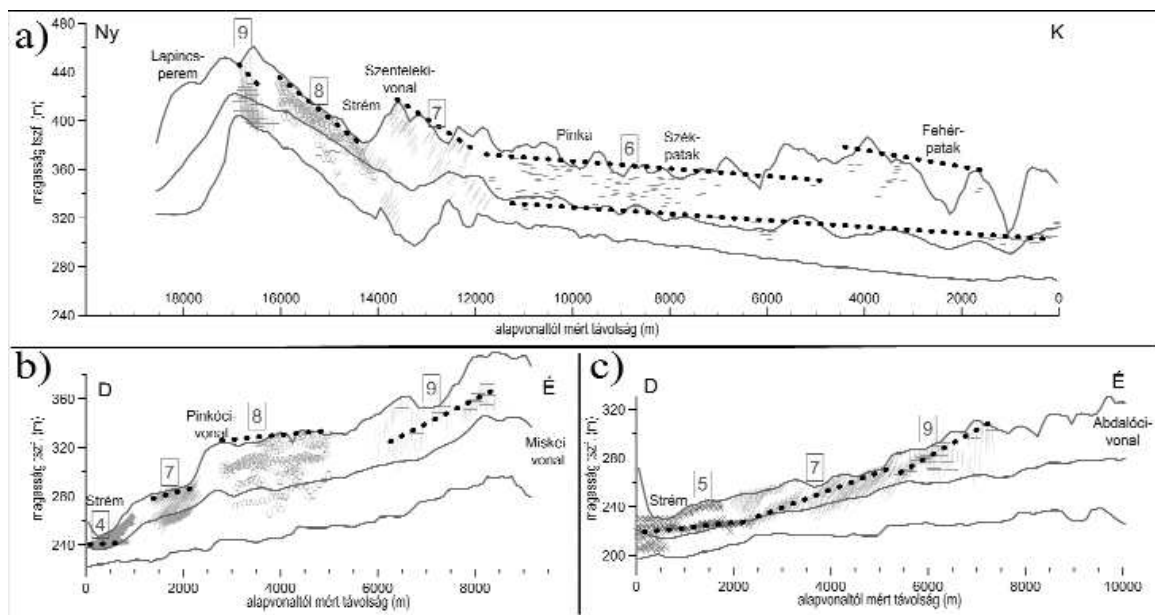 a)
Ny
K
480
440
400
360
320
280
240
magasság tszf. (m)
9
Lapincs-
perem
8
Strém
Szenteleki-
vonal
7
Pinka
6
Szék-
patak
Fehér-
patak
18000 16000 14000 12000 10000 8000 6000 4000 2000 0
alapvonaltól mért távolság (m)
b)
D
É
360
320
280
240
magasság tszf. (m)
Strém
4
7
Pinkóci-
vonal
8
9
Miskei
vonal
0 2000 4000 6000 8000
alapvonaltól mért távolság (m)
c)
D
É
320
280
240
200
magasság tszf. (m)
Strém
5
7
9
Abdalóci-
vonal
0 2000 4000 6000 8000 10000
alapvonaltól mért távolság (m)